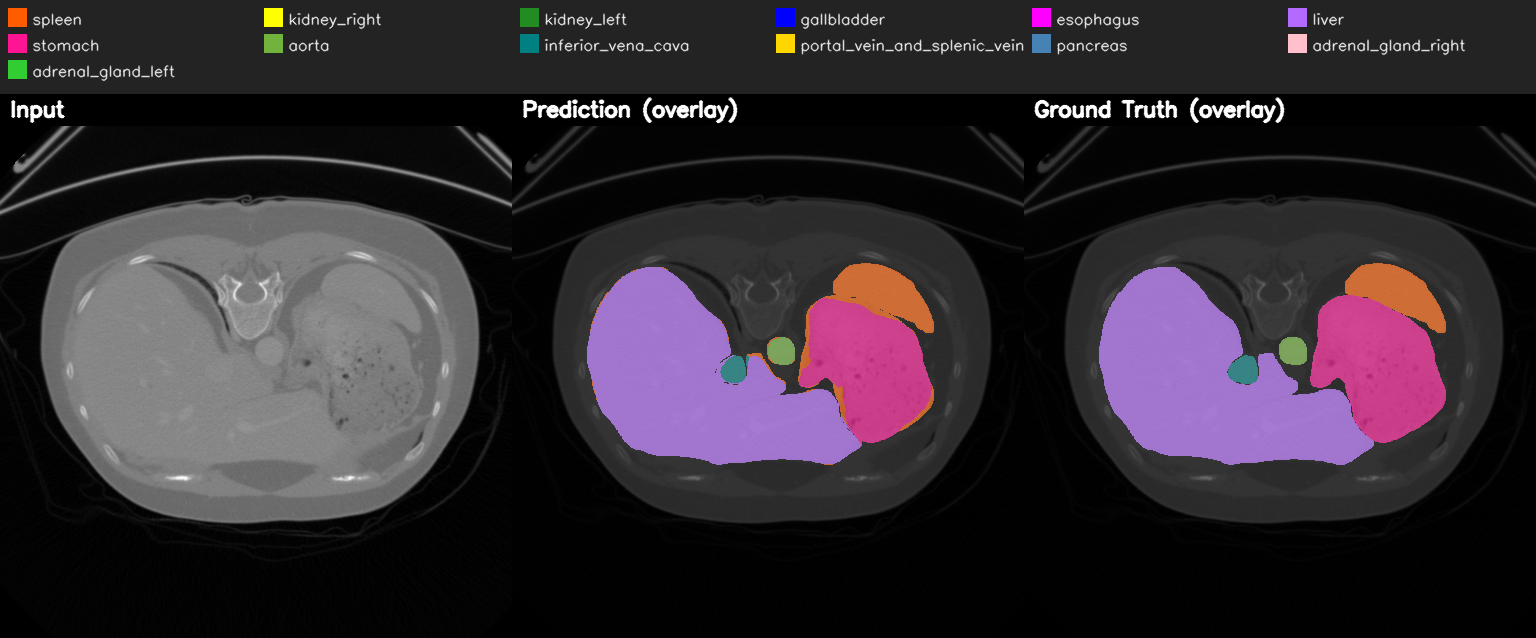 spleen kidney_right kidney_left gallbladder esophagus liver
stomach aorta inferior_vena_cava portal_vein_and_splenic_vein pancreas adrenal_gland_right
adrenal_gland_left
Input Prediction (overlay) Ground Truth (overlay)